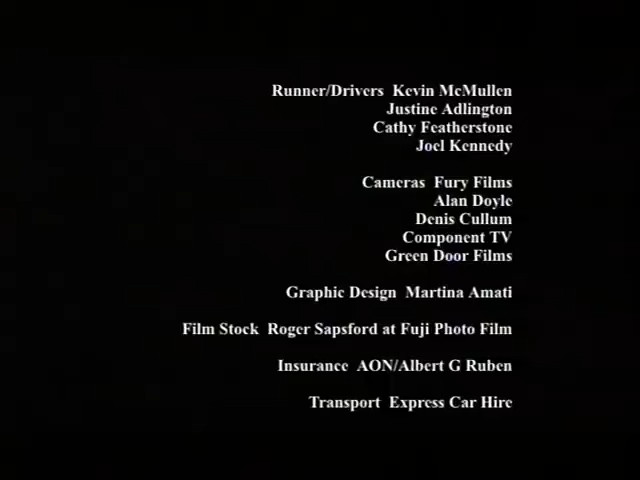 Runner/Drivers Kevin McMullen
Justine Adlington
Cathy Featherstone
Joel Kennedy
Cameras Fury Films
Alan Doyle
Denis Cullum
Component TV
Green Door Films
Graphic Design Martina Amati
Film Stock Roger Sapsford at Fuji Photo Film
Insurance AON/Albert G Ruben
Transport Express Car Hire